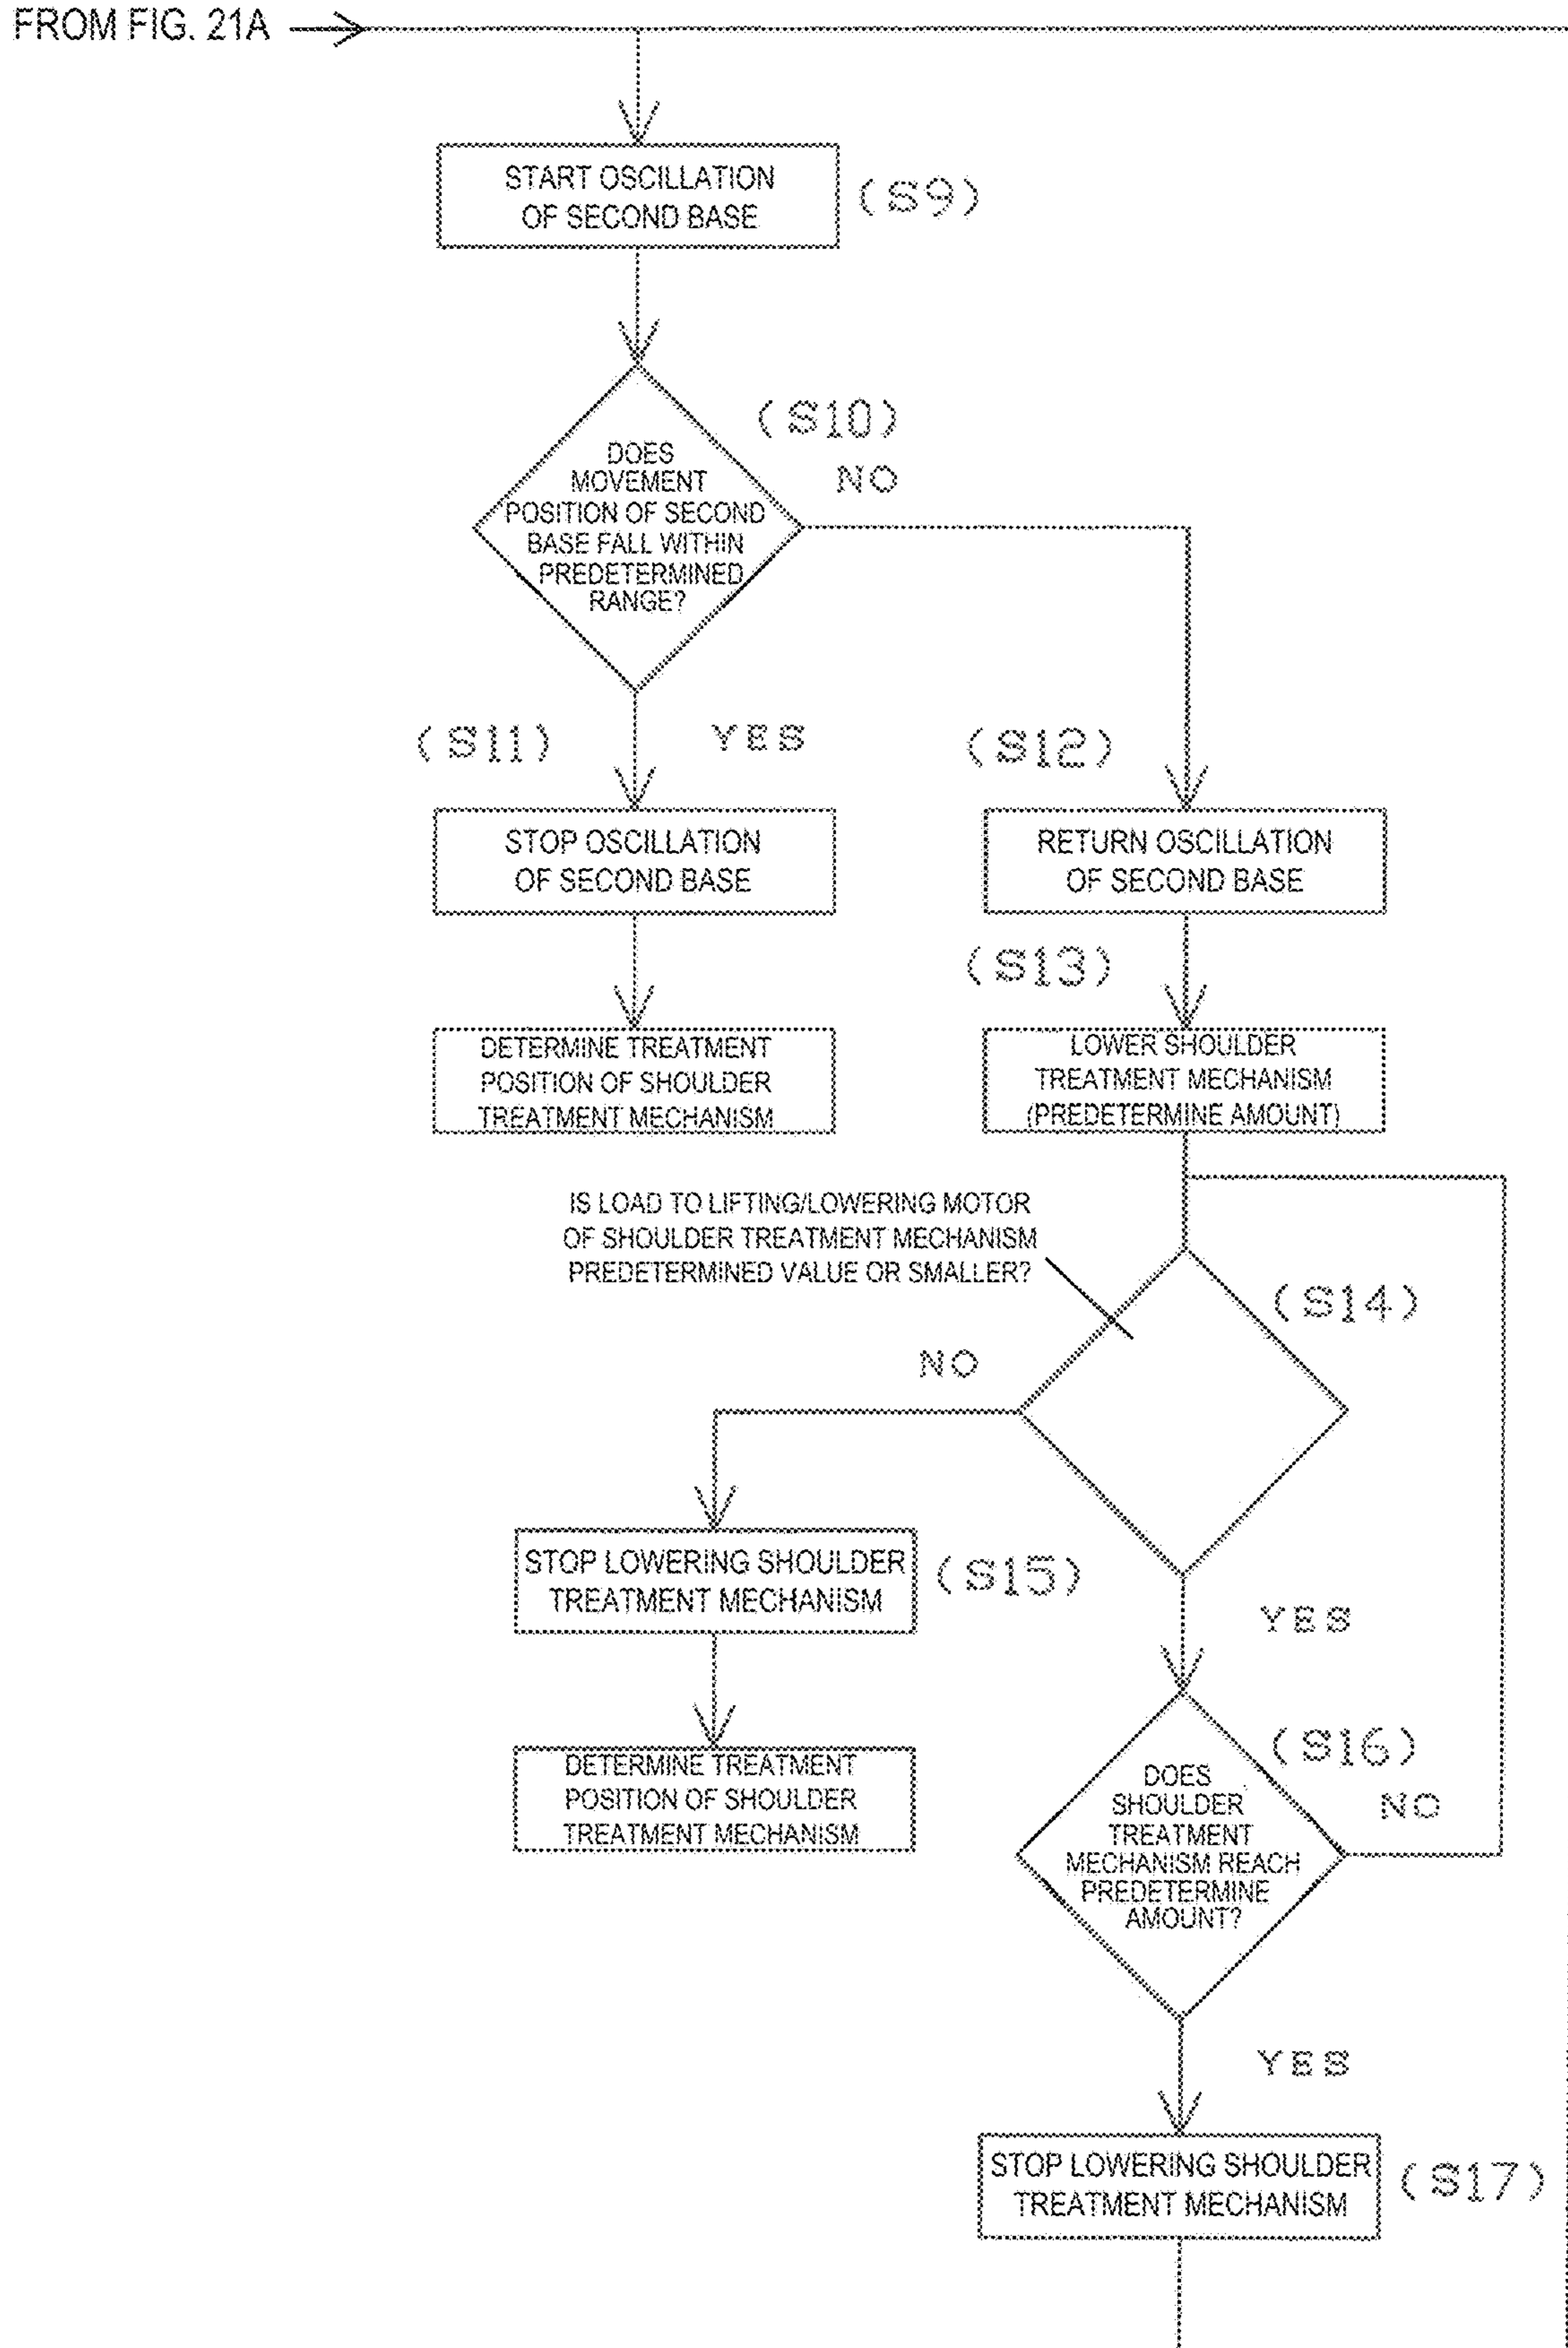 FROM FIG. 21A
START OSCILLATION
OF SECOND BASE
(S9)
(S10)
DOES
MOVEMENT
POSITION OF SECOND
BASE FALL WITHIN
PREDETERMINED
RANGE?
NO
(S11)
YES
(S12)
STOP OSCILLATION
OF SECOND BASE
RETURN OSCILLATION
OF SECOND BASE
(S13)
DETERMINE TREATMENT
POSITION OF SHOULDER
TREATMENT MECHANISM
LOWER SHOULDER
TREATMENT MECHANISM
(PREDETERMINE AMOUNT)
IS LOAD TO LIFTING/LOWERING MOTOR
OF SHOULDER TREATMENT MECHANISM
PREDETERMINED VALUE OR SMALLER?
(S14)
NO
STOP LOWERING SHOULDER
TREATMENT MECHANISM
(S15)
YES
DETERMINE TREATMENT
POSITION OF SHOULDER
TREATMENT MECHANISM
(S16)
DOES
SHOULDER
TREATMENT
MECHANISM REACH
PREDETERMINE
AMOUNT?
NO
YES
STOP LOWERING SHOULDER
TREATMENT MECHANISM
(S17)